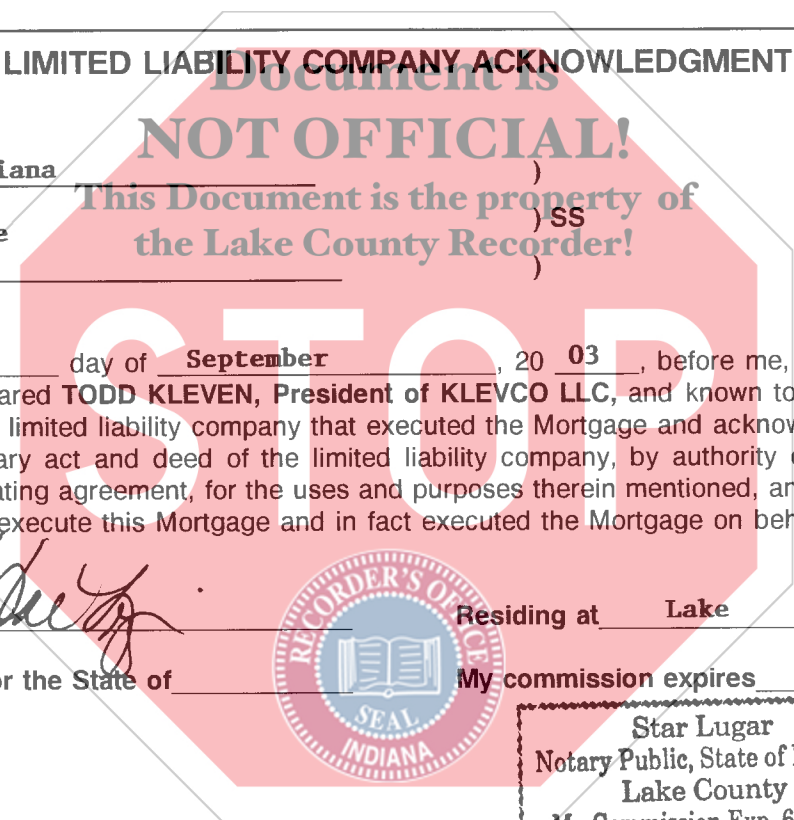 LIMITED LIABILITY COMPANY ACKNOWLEDGMENT
Document is
NOT OFFICIAL!
iana )
This Document is the property of
e ) SS
the Lake County Recorder!
)
STOP
day of September, 20 03, before me,
ared TODD KLEVEN, President of KLEVCO LLC, and known to
limited liability company that executed the Mortgage and acknow
ary act and deed of the limited liability company, by authority
ating agreement, for the uses and purposes therein mentioned, an
execute this Mortgage and in fact executed the Mortgage on beh
RECORDER'S OFFICE
SEAL
INDIANA
Residing at Lake
or the State of My commission expires
Star Lugar
Notary Public, State of
Lake County
My Commission Exp. 6